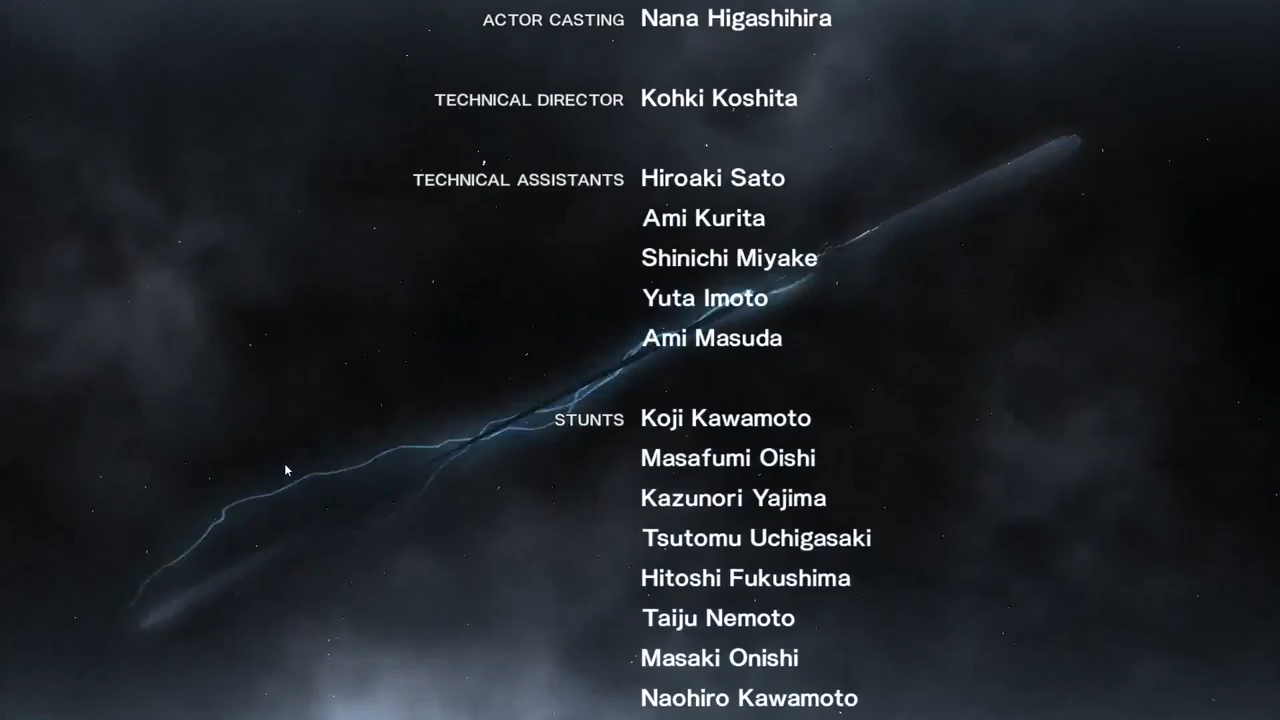 ACTOR CASTING Nana Higashihira
TECHNICAL DIRECTOR Kohki Koshita
TECHNICAL ASSISTANTS Hiroaki Sato
Ami Kurita
Shinichi Miyake
Yuta Imoto
Ami Masuda
STUNTS Koji Kawamoto
Masafumi Oishi
Kazunori Yajima
Tsutomu Uchigasaki
Hitoshi Fukushima
Taiju Nemoto
Masaki Onishi
Naohiro Kawamoto